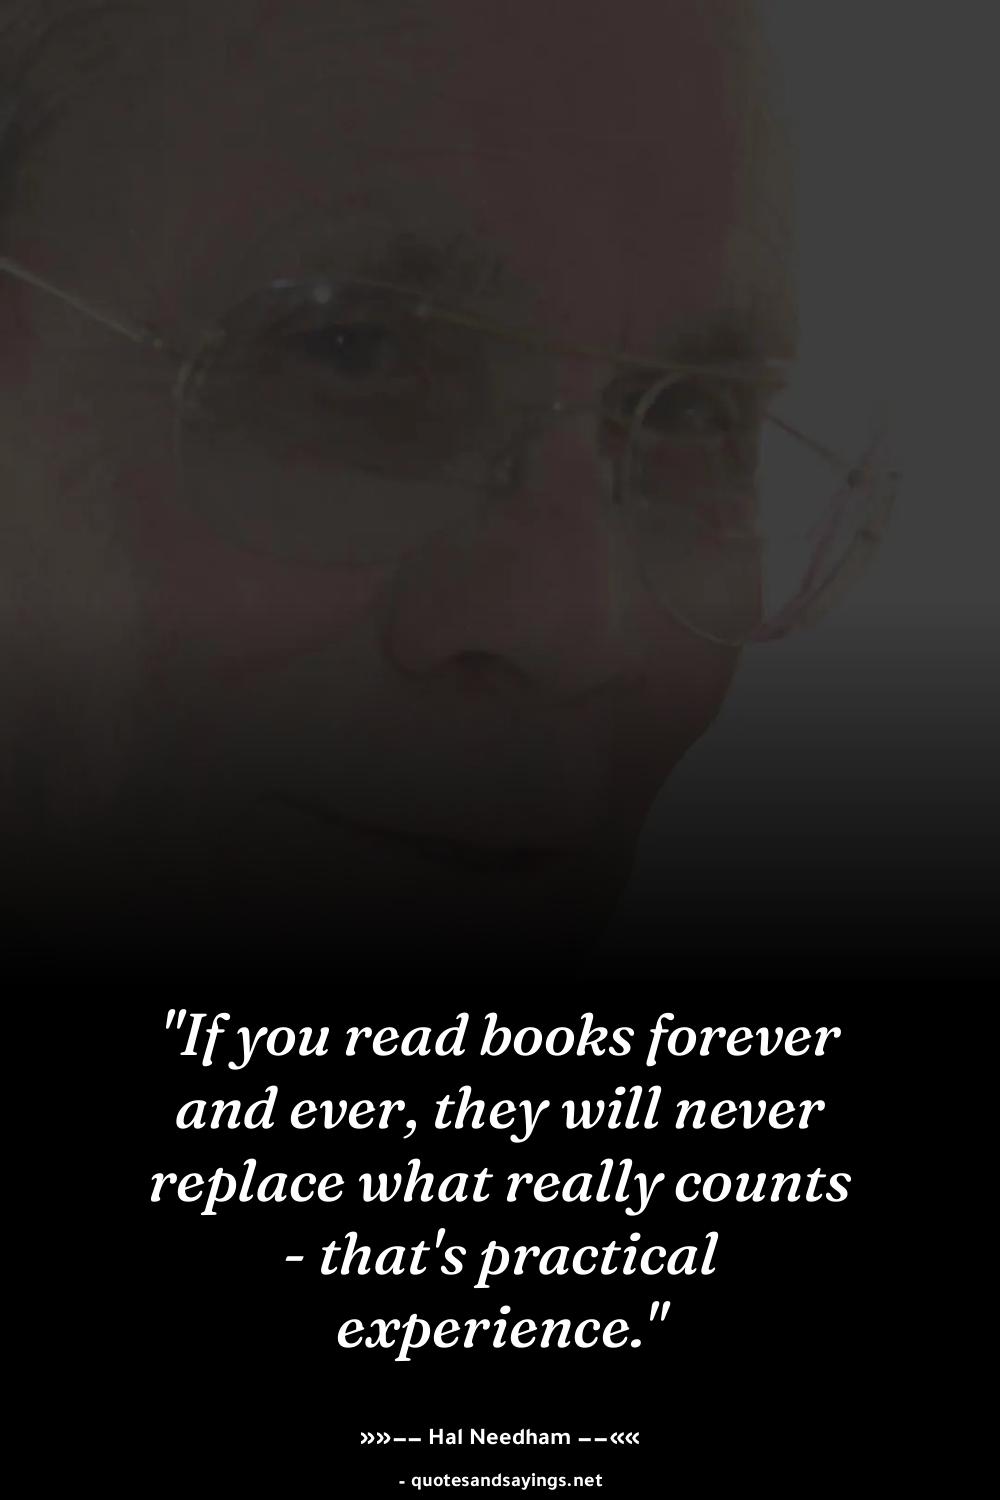 "If you read books forever
and ever, they will never
replace what really counts
- that's practical
experience."
»»–– Hal Needham ––««
- quotesandsayings.net